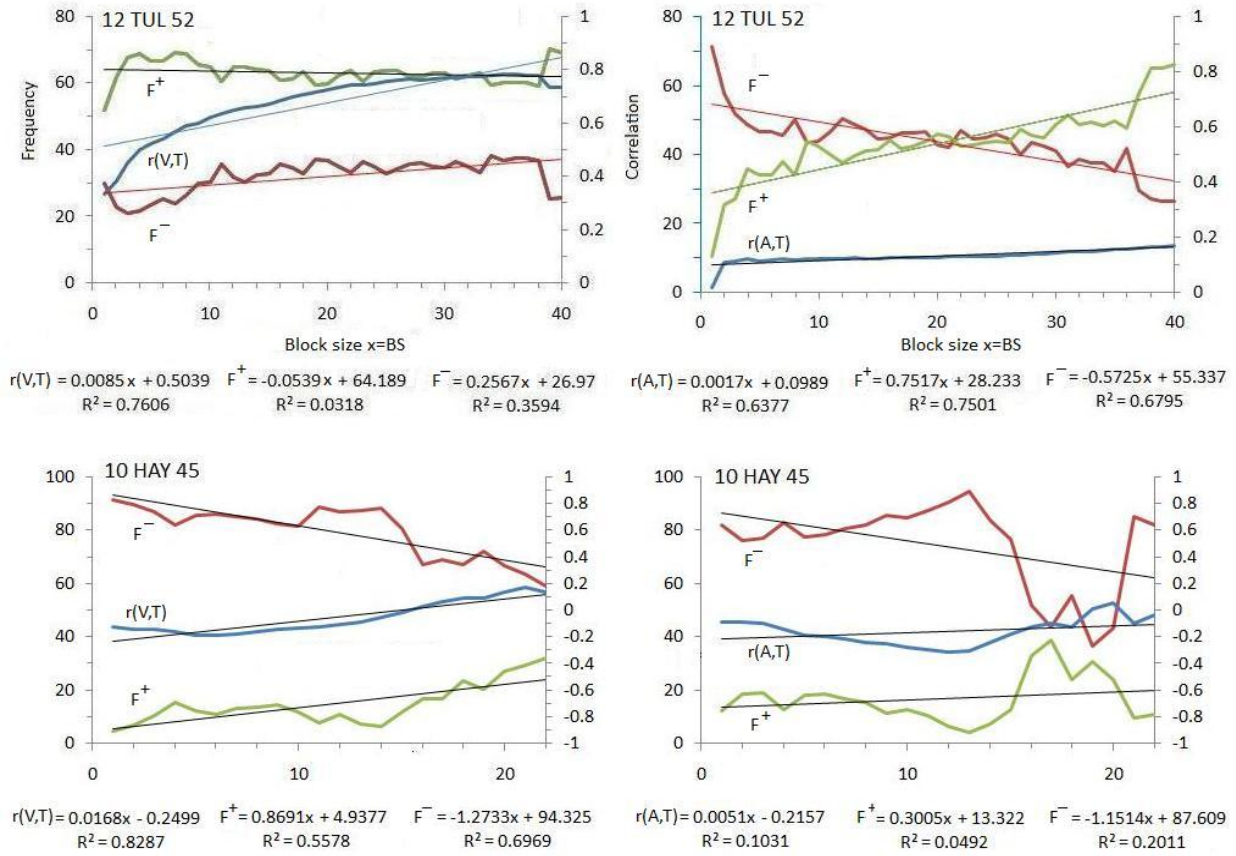 12 TUL 52
80
60
40
20
0
Frequency
1
0.8
0.6
0.4
0.2
0
F+
r(V,T)
F−
0 10 20 30 40
Block size x=BS
r(V,T) = 0.0085x + 0.5039 F+ = -0.0539x + 64.189 F− = 0.2567x + 26.97
R² = 0.7606 R² = 0.0318 R² = 0.3594
12 TUL 52
80
60
40
20
0
Correlation
1
0.8
0.6
0.4
0.2
0
F−
F+
r(A,T)
0 10 20 30 40
Block size x=BS
r(A,T) = 0.0017x + 0.0989 F+ = 0.7517x + 28.233 F− = -0.5725x + 55.337
R² = 0.6377 R² = 0.7501 R² = 0.6795
10 HAY 45
100
80
60
40
20
0
1
0.8
0.6
0.4
0.2
0
-0.2
-0.4
-0.6
-0.8
-1
F−
r(V,T)
F+
0 10 20
r(V,T) = 0.0168x - 0.2499 F+ = 0.8691x + 4.9377 F− = -1.2733x + 94.325
R² = 0.8287 R² = 0.5578 R² = 0.6969
10 HAY 45
100
80
60
40
20
0
1
0.8
0.6
0.4
0.2
0
-0.2
-0.4
-0.6
-0.8
-1
F−
r(A,T)
F+
0 10 20
r(A,T) = 0.0051x - 0.2157 F+ = 0.3005x + 13.322 F− = -1.1514x + 87.609
R² = 0.1031 R² = 0.0492 R² = 0.2011